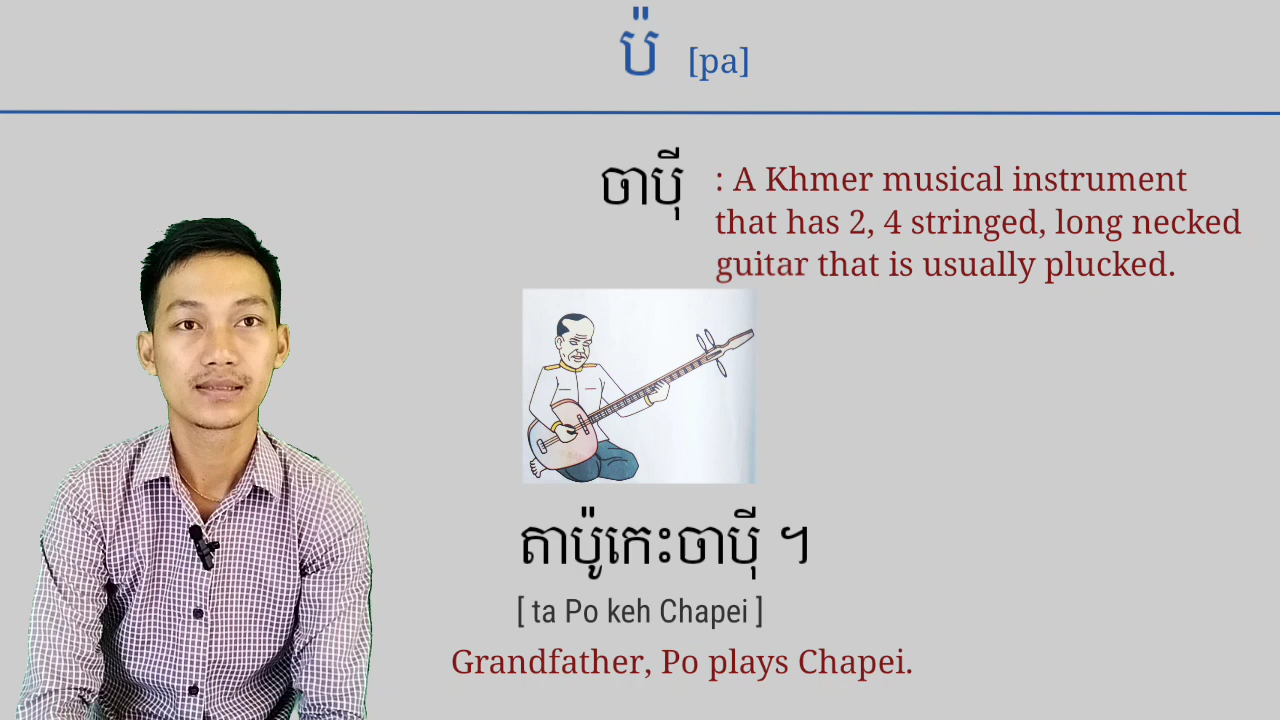 ប៉ [pa]
ចាប៉ី : A Khmer musical instrument
that has 2, 4 stringed, long necked
guitar that is usually plucked.
តាប៉ូកេះចាប៉ី ។
[ ta Po keh Chapei ]
Grandfather, Po plays Chapei.